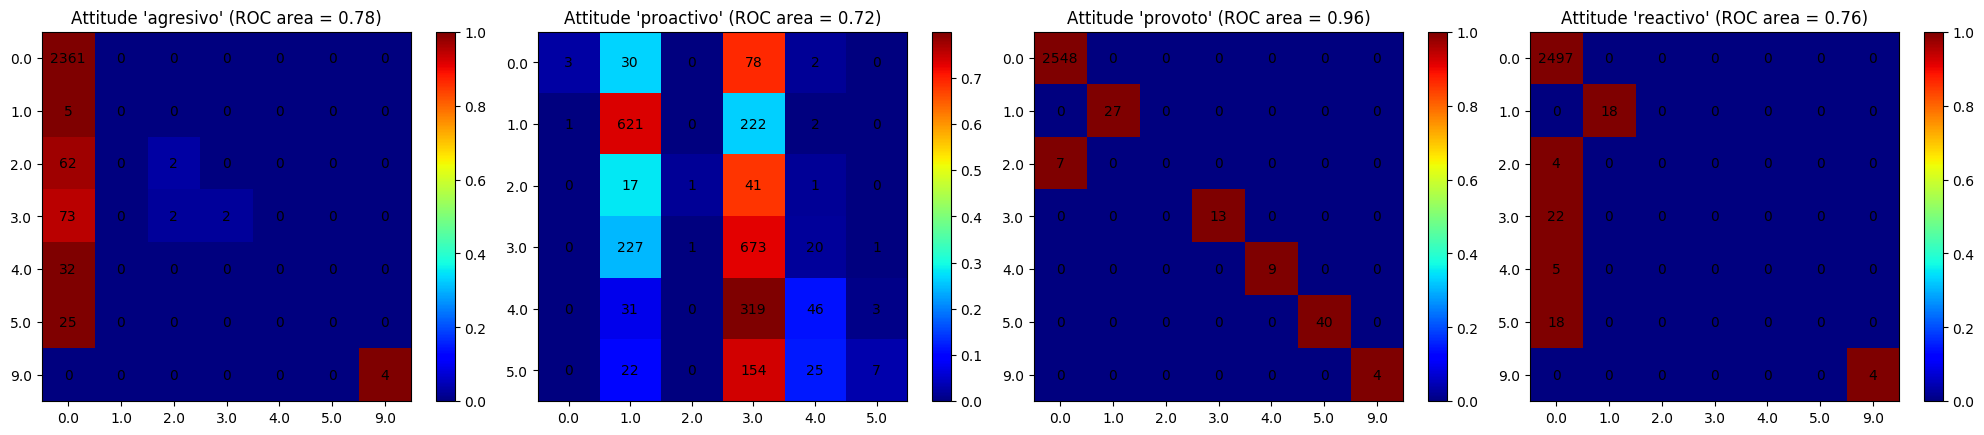 Attitude 'agresivo' (ROC area = 0.78)
0.0 2361 0 0 0 0 0 0
1.0 5 0 0 0 0 0 0
2.0 62 0 2 0 0 0 0
3.0 73 0 2 2 0 0 0
4.0 32 0 0 0 0 0 0
5.0 25 0 0 0 0 0 0
9.0 0 0 0 0 0 0 4
0.0 1.0 2.0 3.0 4.0 5.0 9.0
1.0
0.8
0.6
0.4
0.2
0.0
Attitude 'proactivo' (ROC area = 0.72)
0.0 3 30 0 78 2 0
1.0 1 621 0 222 2 0
2.0 0 17 1 41 1 0
3.0 0 227 1 673 20 1
4.0 0 31 0 319 46 3
5.0 0 22 0 154 25 7
0.0 1.0 2.0 3.0 4.0 5.0
0.7
0.6
0.5
0.4
0.3
0.2
0.1
0.0
Attitude 'provoto' (ROC area = 0.96)
0.0 2548 0 0 0 0 0 0
1.0 0 27 0 0 0 0 0
2.0 7 0 0 0 0 0 0
3.0 0 0 0 13 0 0 0
4.0 0 0 0 0 9 0 0
5.0 0 0 0 0 0 40 0
9.0 0 0 0 0 0 0 4
0.0 1.0 2.0 3.0 4.0 5.0 9.0
1.0
0.8
0.6
0.4
0.2
0.0
Attitude 'reactivo' (ROC area = 0.76)
0.0 2497 0 0 0 0 0 0
1.0 0 18 0 0 0 0 0
2.0 4 0 0 0 0 0 0
3.0 22 0 0 0 0 0 0
4.0 5 0 0 0 0 0 0
5.0 18 0 0 0 0 0 0
9.0 0 0 0 0 0 0 4
0.0 1.0 2.0 3.0 4.0 5.0 9.0
1.0
0.8
0.6
0.4
0.2
0.0